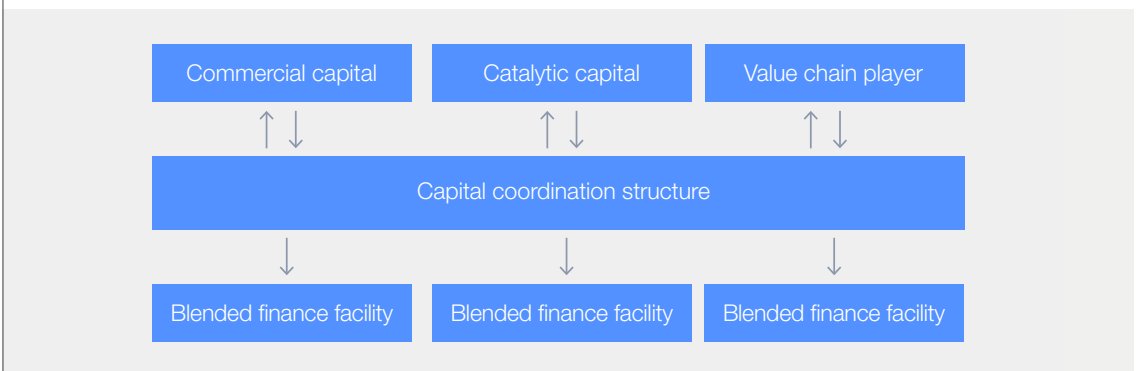 Commercial capital
Catalytic capital
Value chain player
Capital coordination structure
Blended finance facility
Blended finance facility
Blended finance facility